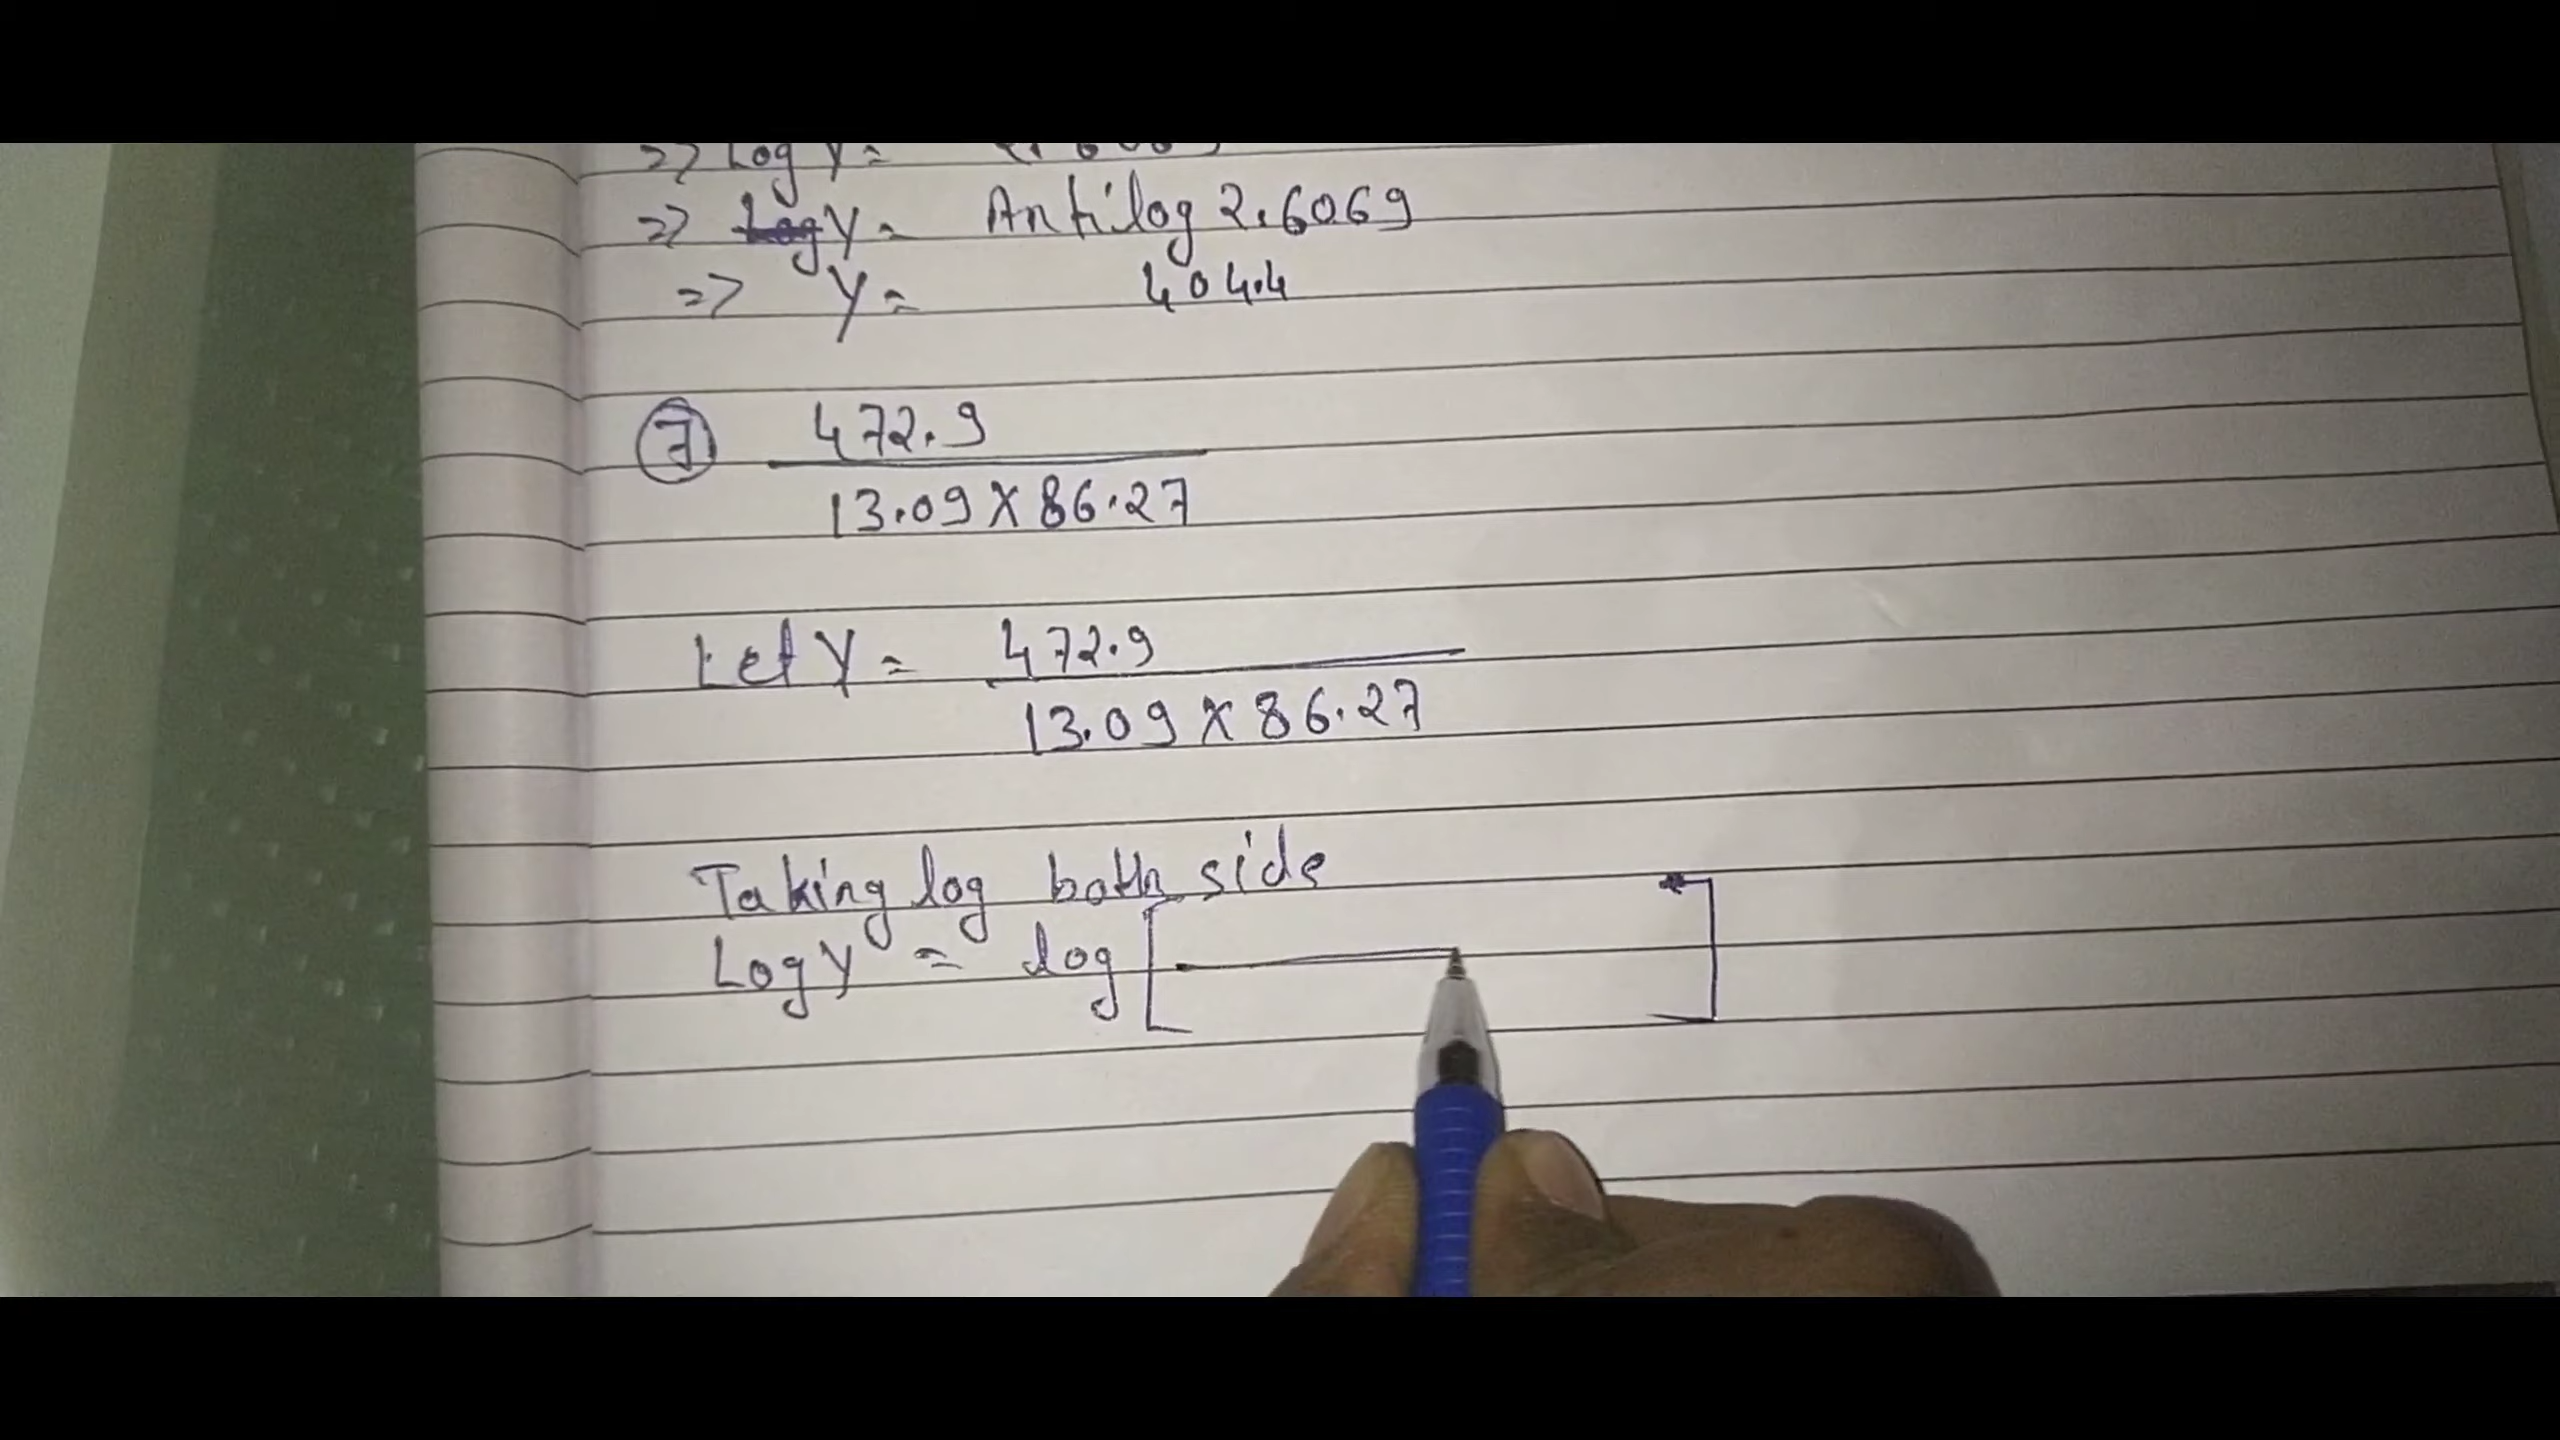 => Log Y =
=> Y = Antilog 2.6069
=> Y = 404.4
7 472.9
13.09 X 86.27
Let Y = 472.9
13.09 X 86.27
Taking log both side
Log Y = log [ ]